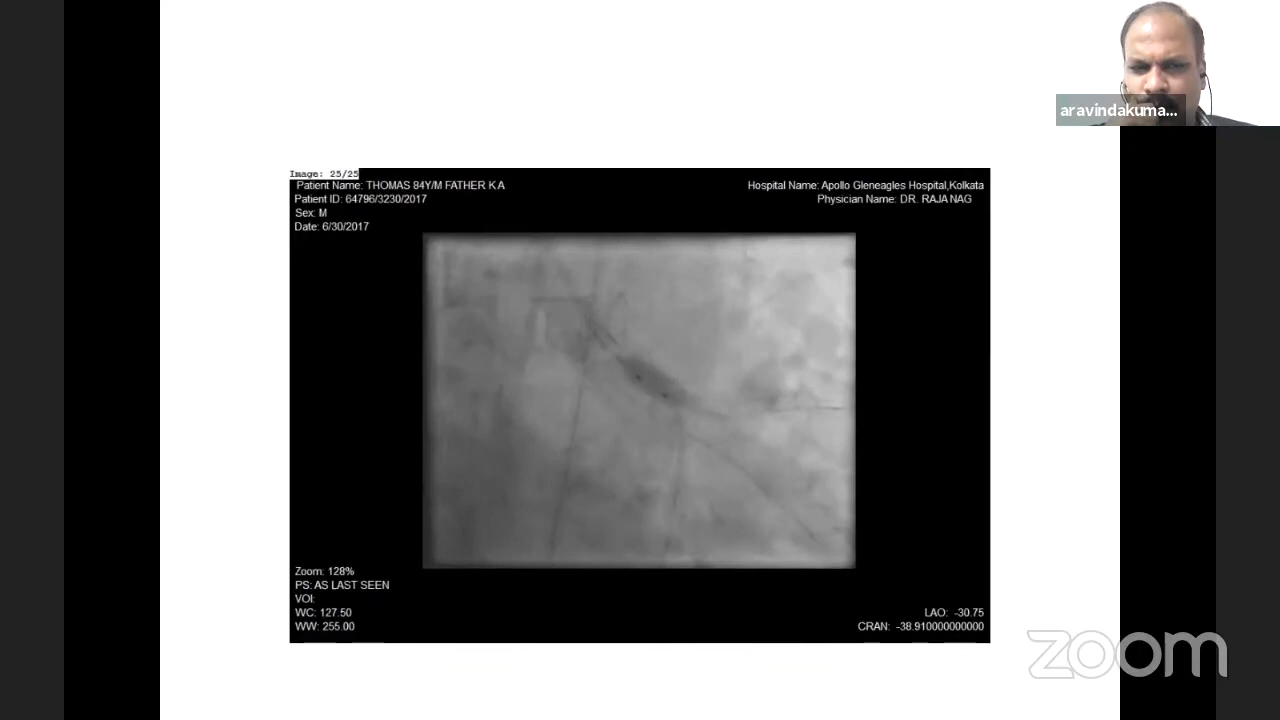 aravindakuma...
Image: 25/25
Patient Name: THOMAS 84Y/M FATHER K A
Patient ID: 64796/3230/2017
Sex: M
Date: 6/30/2017
Hospital Name: Apollo Gleneagles Hospital,Kolkata
Physician Name: DR. RAJA NAG
Zoom: 128%
PS: AS LAST SEEN
VOI:
WC: 127.50
WW: 255.00
LAO: -30.75
CRAN: -38.910000000000
zoom